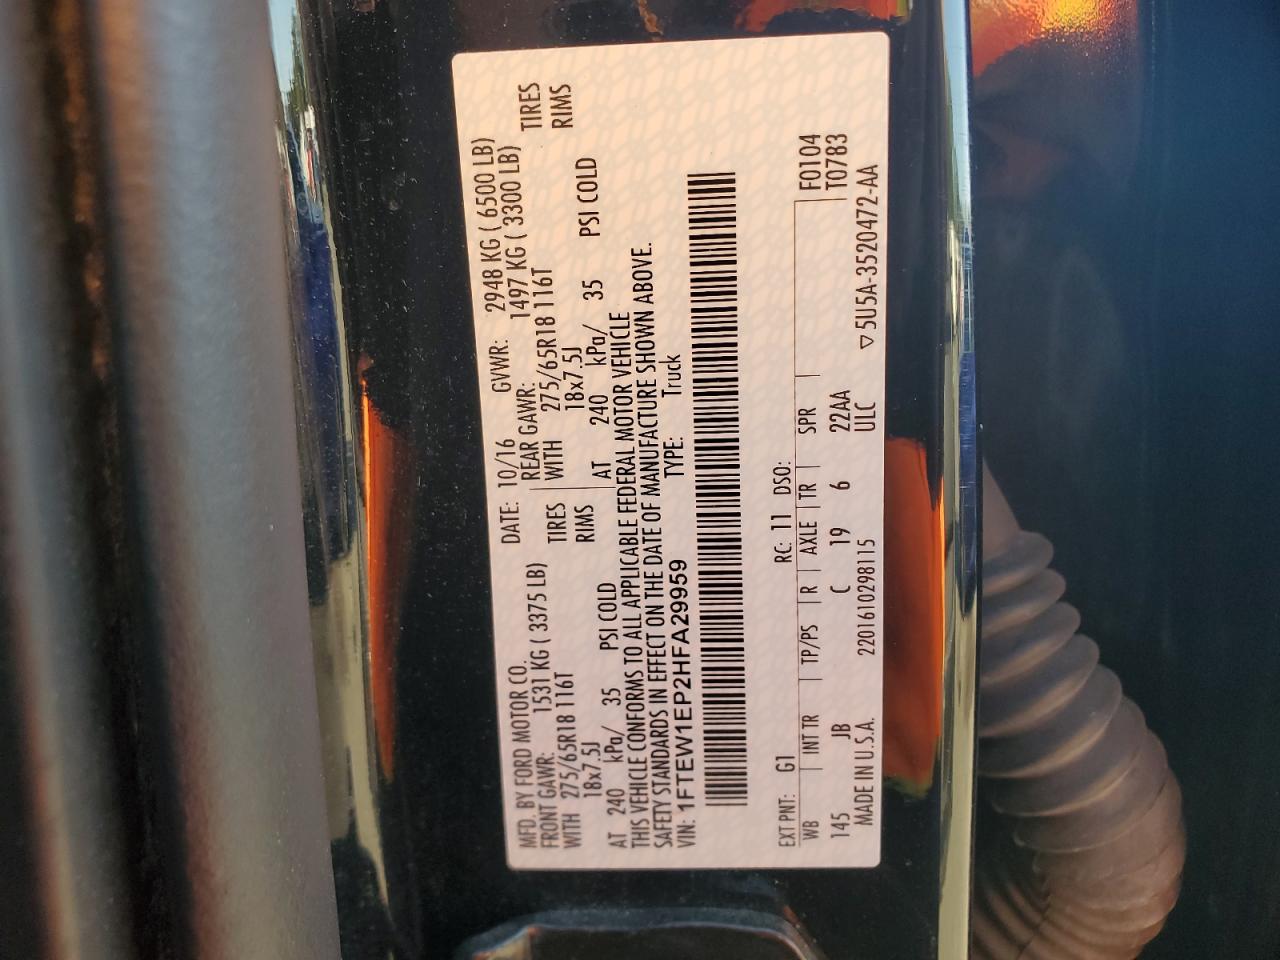 MFD. BY FORD MOTOR CO.
DATE: 10/16 GVWR: 2948 KG ( 6500 LB)
FRONT GAWR: 1531 KG ( 3375 LB) REAR GAWR: 1497 KG ( 3300 LB)
WITH 275/65R18 116T TIRES WITH 275/65R18 116T TIRES
18x7.5J RIMS 18x7.5J RIMS
AT 240 kPa/ 35 PSI COLD AT 240 kPa/ 35 PSI COLD
THIS VEHICLE CONFORMS TO ALL APPLICABLE FEDERAL MOTOR VEHICLE
SAFETY STANDARDS IN EFFECT ON THE DATE OF MANUFACTURE SHOWN ABOVE.
VIN: 1FTEW1EP2HFA29959 TYPE: Truck
EXT PNT: G1 RC: 11 DSO:
WB INT TR TP/PS R AXLE TR SPR F0104
145 JB C 19 6 22AA T0783
MADE IN U.S.A. 2201610298115 ULC ▽5U5A-3520472-AA